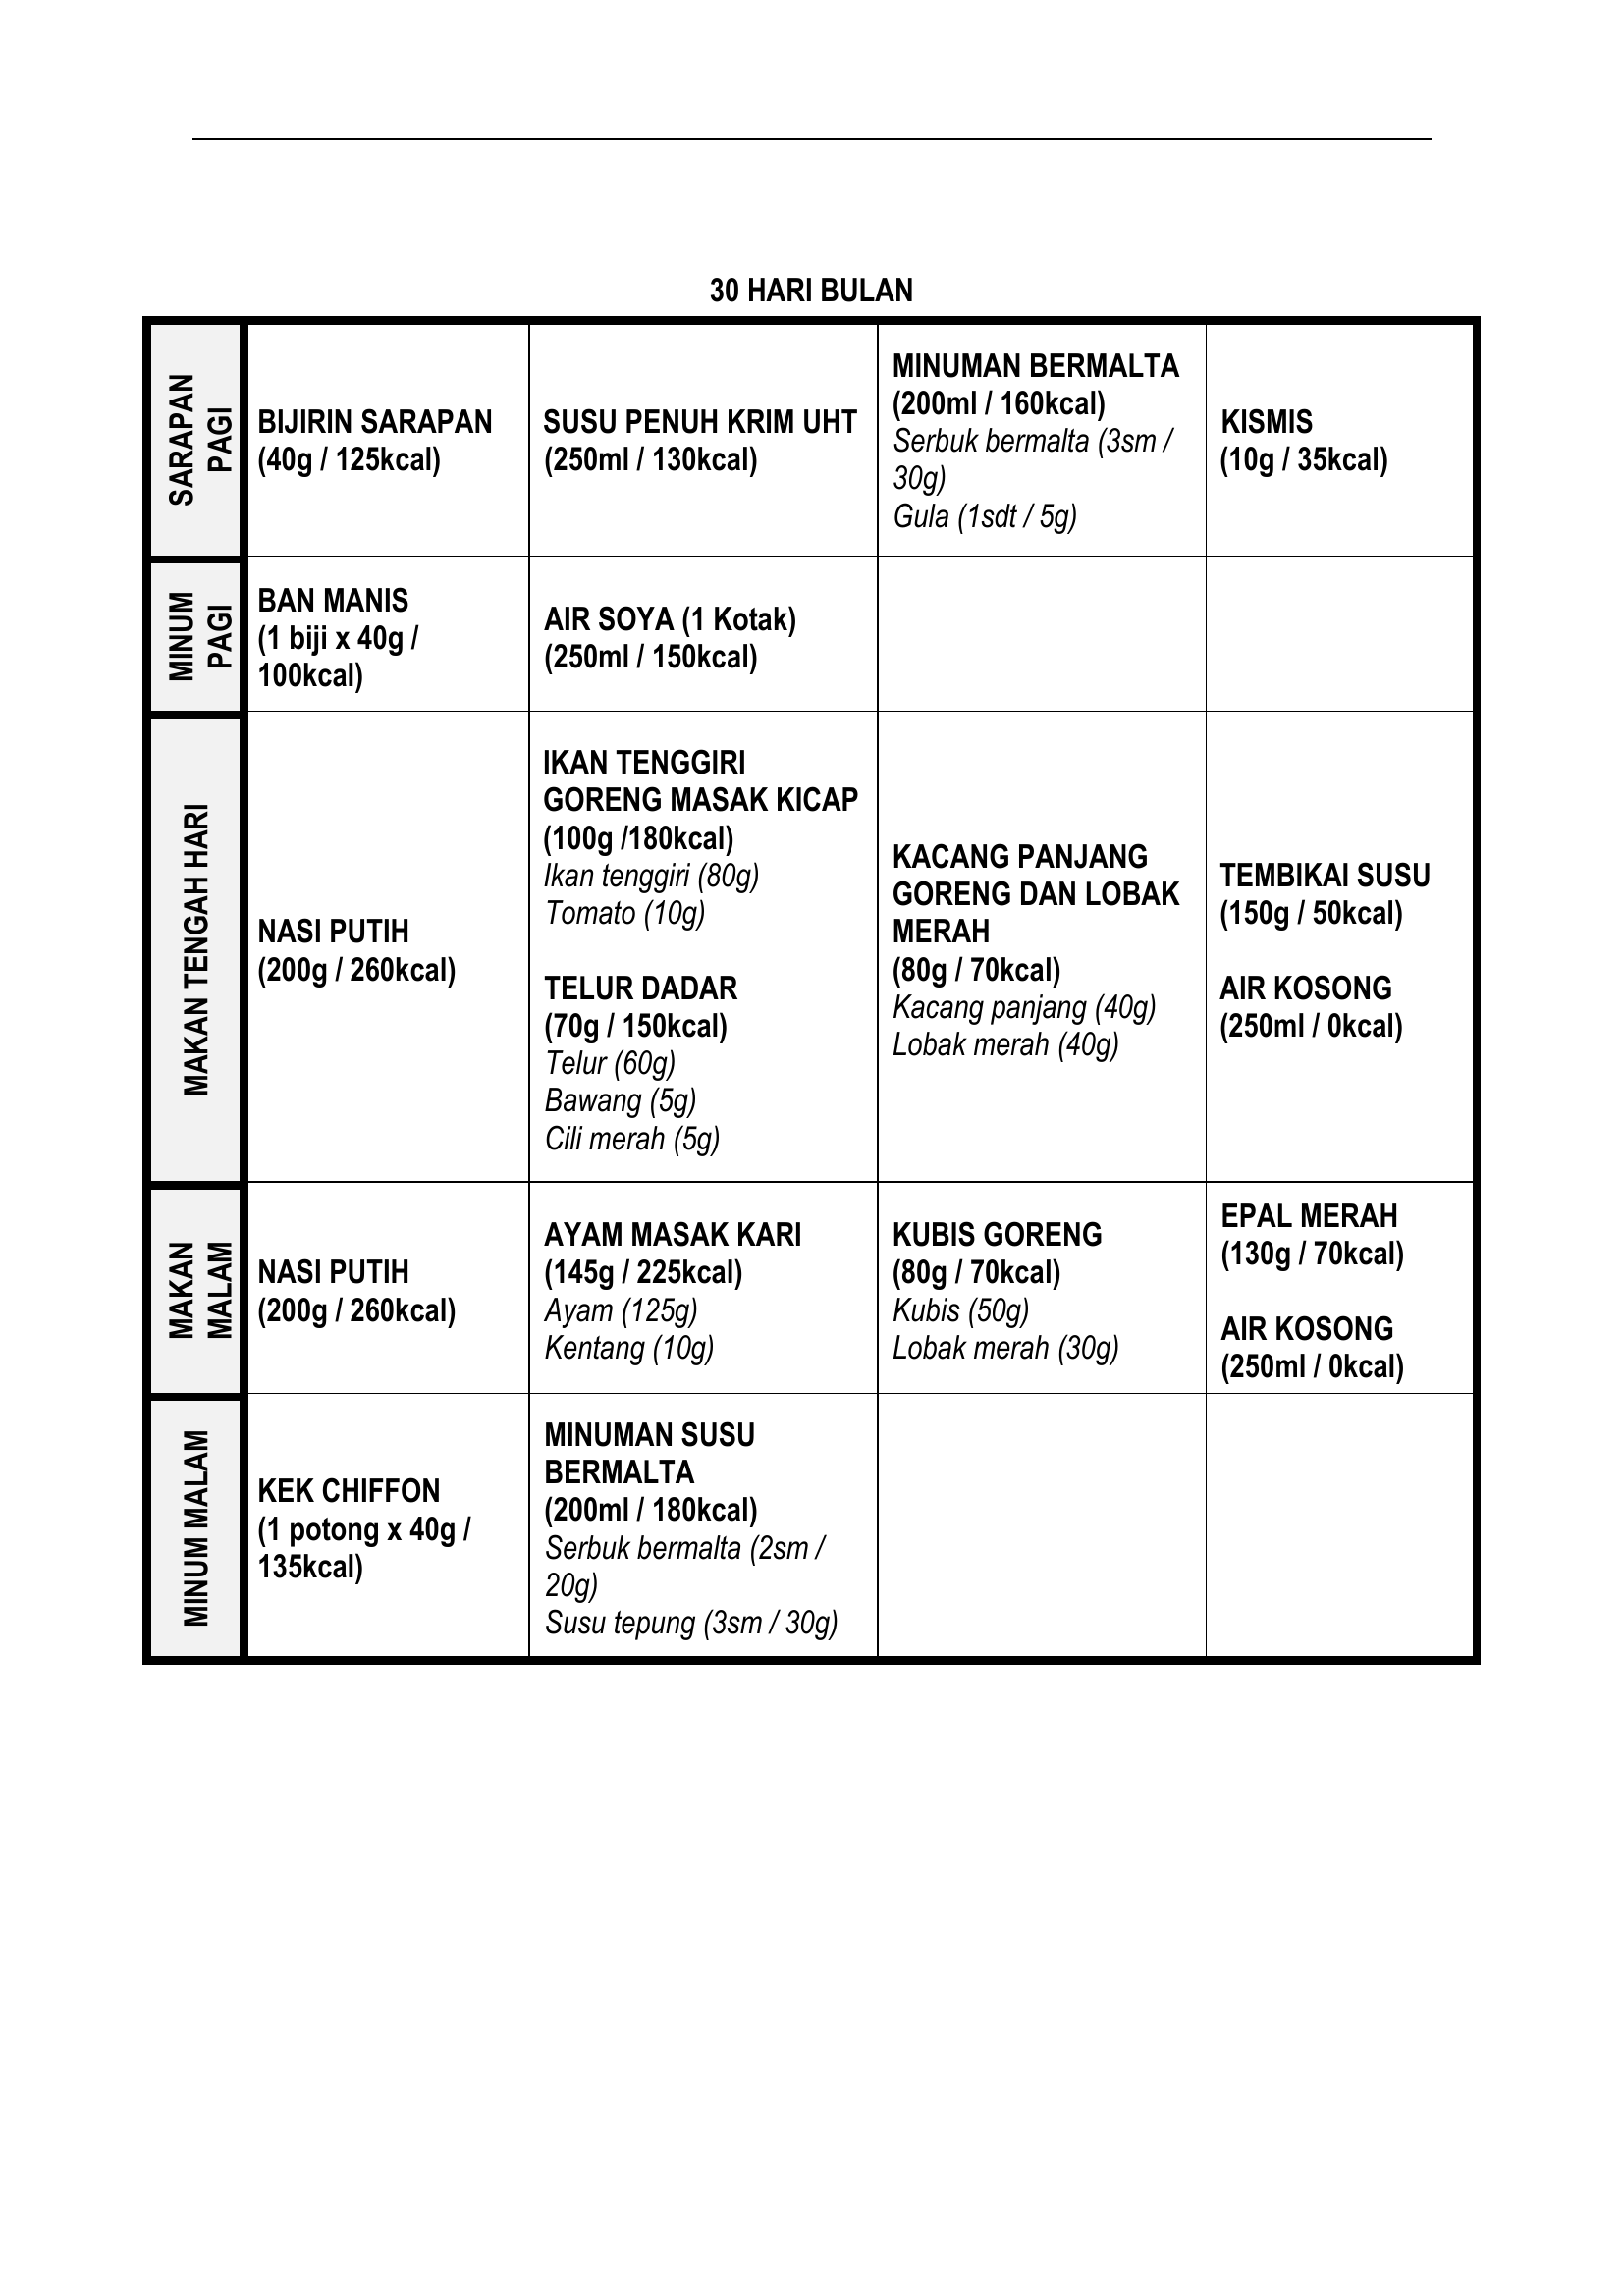 30 HARI BULAN
SARAPAN
PAGI
BIJIRIN SARAPAN
(40g / 125kcal)
SUSU PENUH KRIM UHT
(250ml / 130kcal)
MINUMAN BERMALTA
(200ml / 160kcal)
Serbuk bermalta (3sm /
30g)
Gula (1sdt / 5g)
KISMIS
(10g / 35kcal)
MINUM
PAGI
BAN MANIS
(1 biji x 40g /
100kcal)
AIR SOYA (1 Kotak)
(250ml / 150kcal)
MAKAN TENGAH HARI
NASI PUTIH
(200g / 260kcal)
IKAN TENGGIRI
GORENG MASAK KICAP
(100g /180kcal)
Ikan tenggiri (80g)
Tomato (10g)
TELUR DADAR
(70g / 150kcal)
Telur (60g)
Bawang (5g)
Cili merah (5g)
KACANG PANJANG
GORENG DAN LOBAK
MERAH
(80g / 70kcal)
Kacang panjang (40g)
Lobak merah (40g)
TEMBIKAI SUSU
(150g / 50kcal)
AIR KOSONG
(250ml / 0kcal)
MAKAN
MALAM
NASI PUTIH
(200g / 260kcal)
AYAM MASAK KARI
(145g / 225kcal)
Ayam (125g)
Kentang (10g)
KUBIS GORENG
(80g / 70kcal)
Kubis (50g)
Lobak merah (30g)
EPAL MERAH
(130g / 70kcal)
AIR KOSONG
(250ml / 0kcal)
MINUM MALAM
KEK CHIFFON
(1 potong x 40g /
135kcal)
MINUMAN SUSU
BERMALTA
(200ml / 180kcal)
Serbuk bermalta (2sm /
20g)
Susu tepung (3sm / 30g)